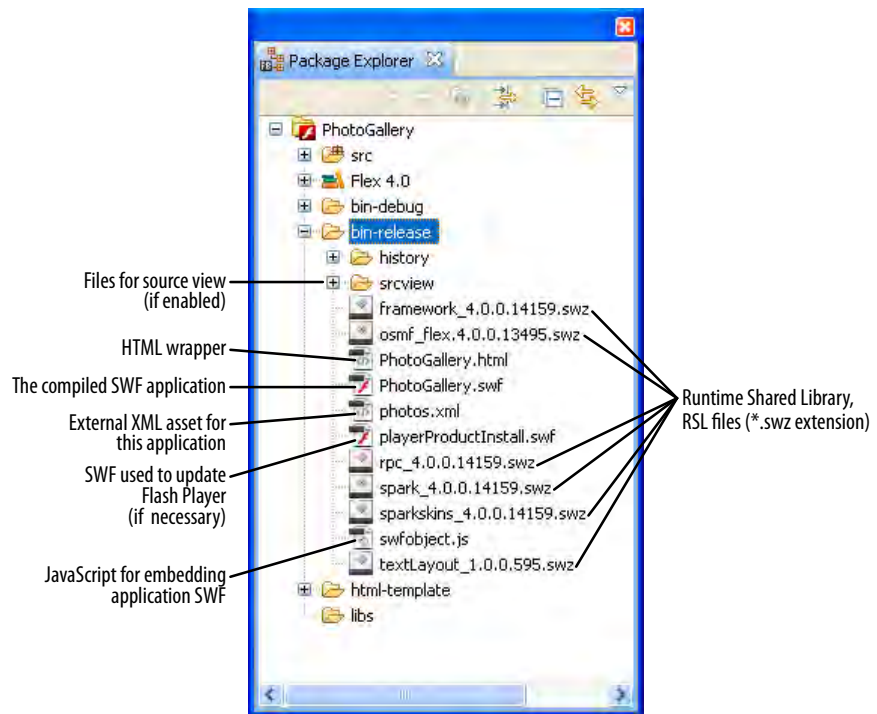 Package Explorer
PhotoGallery
src
Flex 4.0
bin-debug
bin-release
history
Files for source view
(if enabled)
srcview
framework_4.0.0.14159.swz
osmf_flex.4.0.0.13495.swz
HTML wrapper
PhotoGallery.html
The compiled SWF application
PhotoGallery.swf
External XML asset for
this application
photos.xml
Runtime Shared Library,
RSL files (*.swz extension)
SWF used to update
Flash Player
(if necessary)
playerProductInstall.swf
rpc_4.0.0.14159.swz
spark_4.0.0.14159.swz
sparkskins_4.0.0.14159.swz
JavaScript for embedding
application SWF
swfobject.js
textLayout_1.0.0.595.swz
html-template
libs